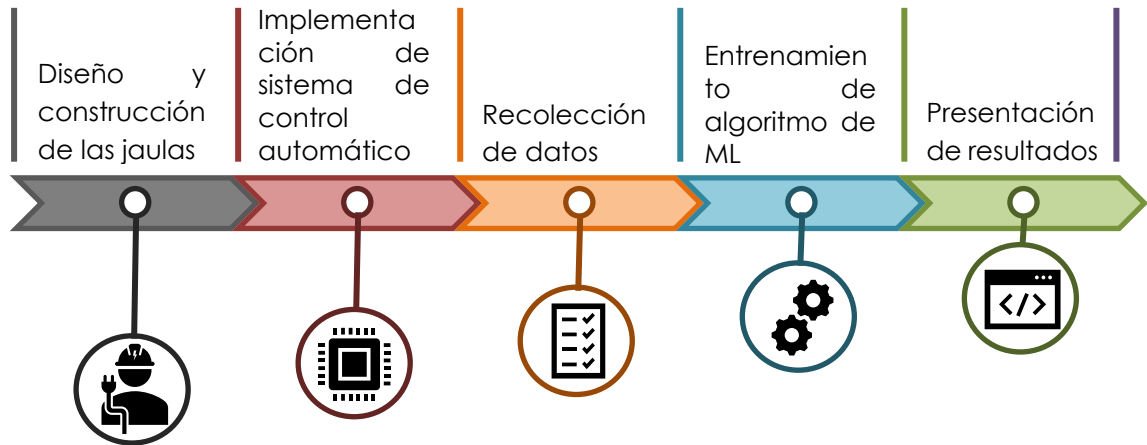 Diseño y
construcción
de las jaulas
Implementa
ción de
sistema de
control
automático
Recolección
de datos
Entrenamien
to de
algoritmo de
ML
Presentación
de resultados
</>